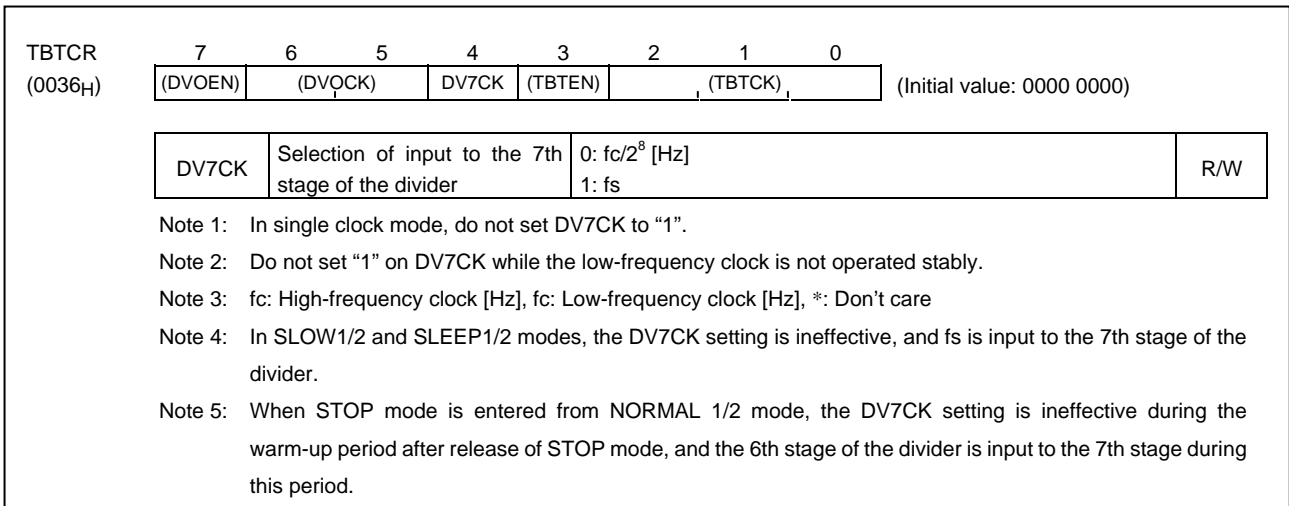 TBTCR 7 6 5 4 3 2 1 0
(0036H) (DVOEN) (DVOCK) DV7CK (TBTEN) (TBTCK) (Initial value: 0000 0000)
DV7CK Selection of input to the 7th stage of the divider 0: fc/2^8 [Hz] 1: fs R/W
Note 1: In single clock mode, do not set DV7CK to “1”.
Note 2: Do not set “1” on DV7CK while the low-frequency clock is not operated stably.
Note 3: fc: High-frequency clock [Hz], fc: Low-frequency clock [Hz], *: Don’t care
Note 4: In SLOW1/2 and SLEEP1/2 modes, the DV7CK setting is ineffective, and fs is input to the 7th stage of the
divider.
Note 5: When STOP mode is entered from NORMAL 1/2 mode, the DV7CK setting is ineffective during the
warm-up period after release of STOP mode, and the 6th stage of the divider is input to the 7th stage during
this period.